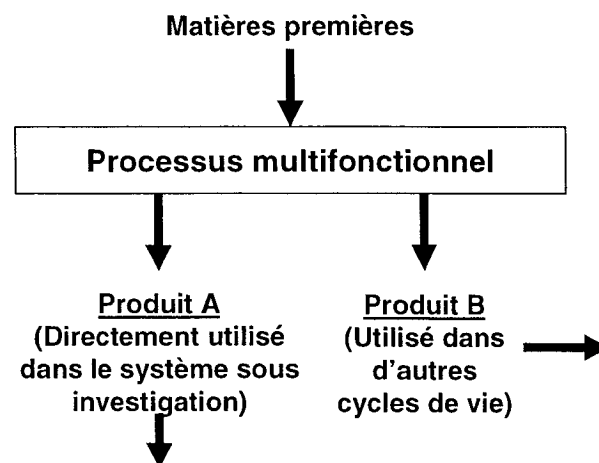 Matières premières
Processus multifonctionnel
Produit A
(Directement utilisé
dans le système sous
investigation)
Produit B
(Utilisé dans
d'autres
cycles de vie)